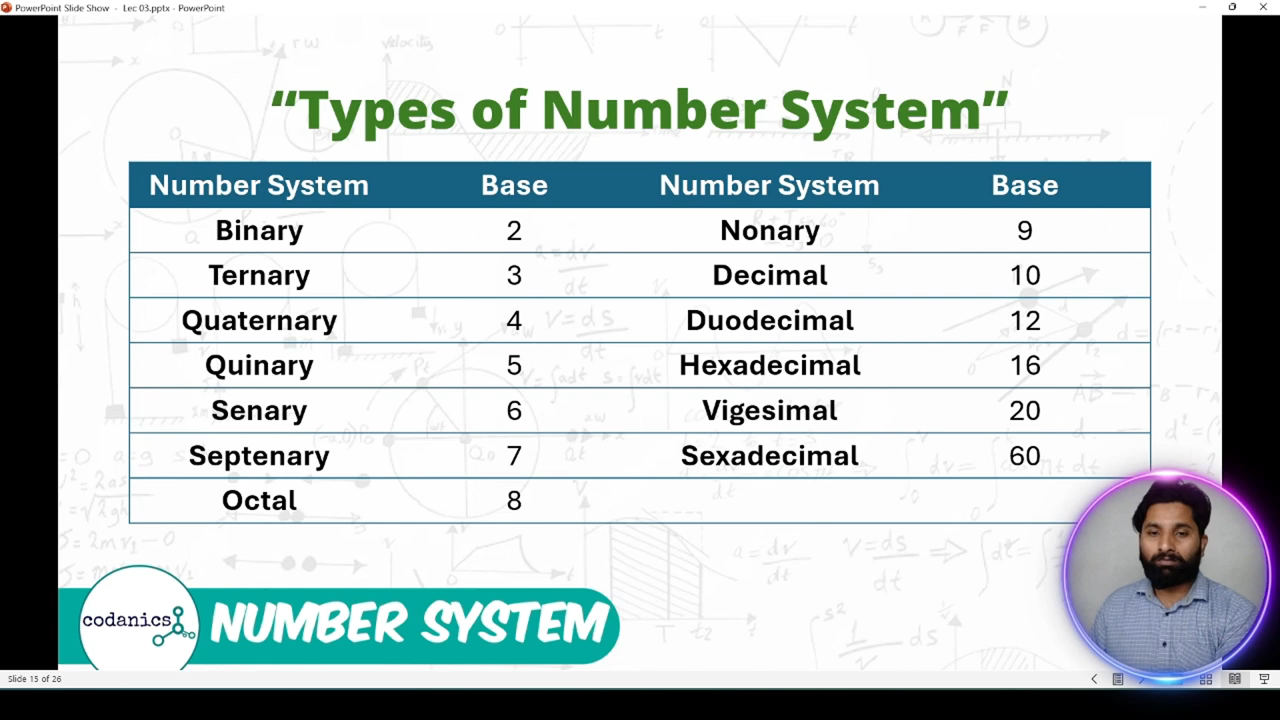 PowerPoint Slide Show - Lec 03.pptx - PowerPoint
“Types of Number System”
Number System Base Number System Base
Binary 2 Nonary 9
Ternary 3 Decimal 10
Quaternary 4 Duodecimal 12
Quinary 5 Hexadecimal 16
Senary 6 Vigesimal 20
Septenary 7 Sexadecimal 60
Octal 8
codanics
NUMBER SYSTEM
Slide 15 of 26